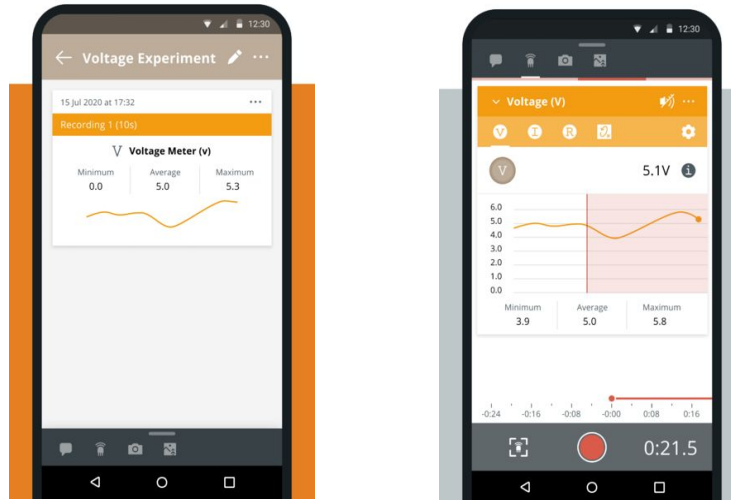 12:30
Voltage Experiment
15 Jul 2020 at 17:32
Recording 1 (10s)
V Voltage Meter (v)
Minimum Average Maximum
0.0 5.0 5.3
12:30
Voltage (V)
V I R Ω
V 5.1V i
6.0
5.0
4.0
3.0
2.0
1.0
0.0
Minimum Average Maximum
3.9 5.0 5.8
-0:24 -0:16 -0:08 -0:00 0:08 0:16
0:21.5